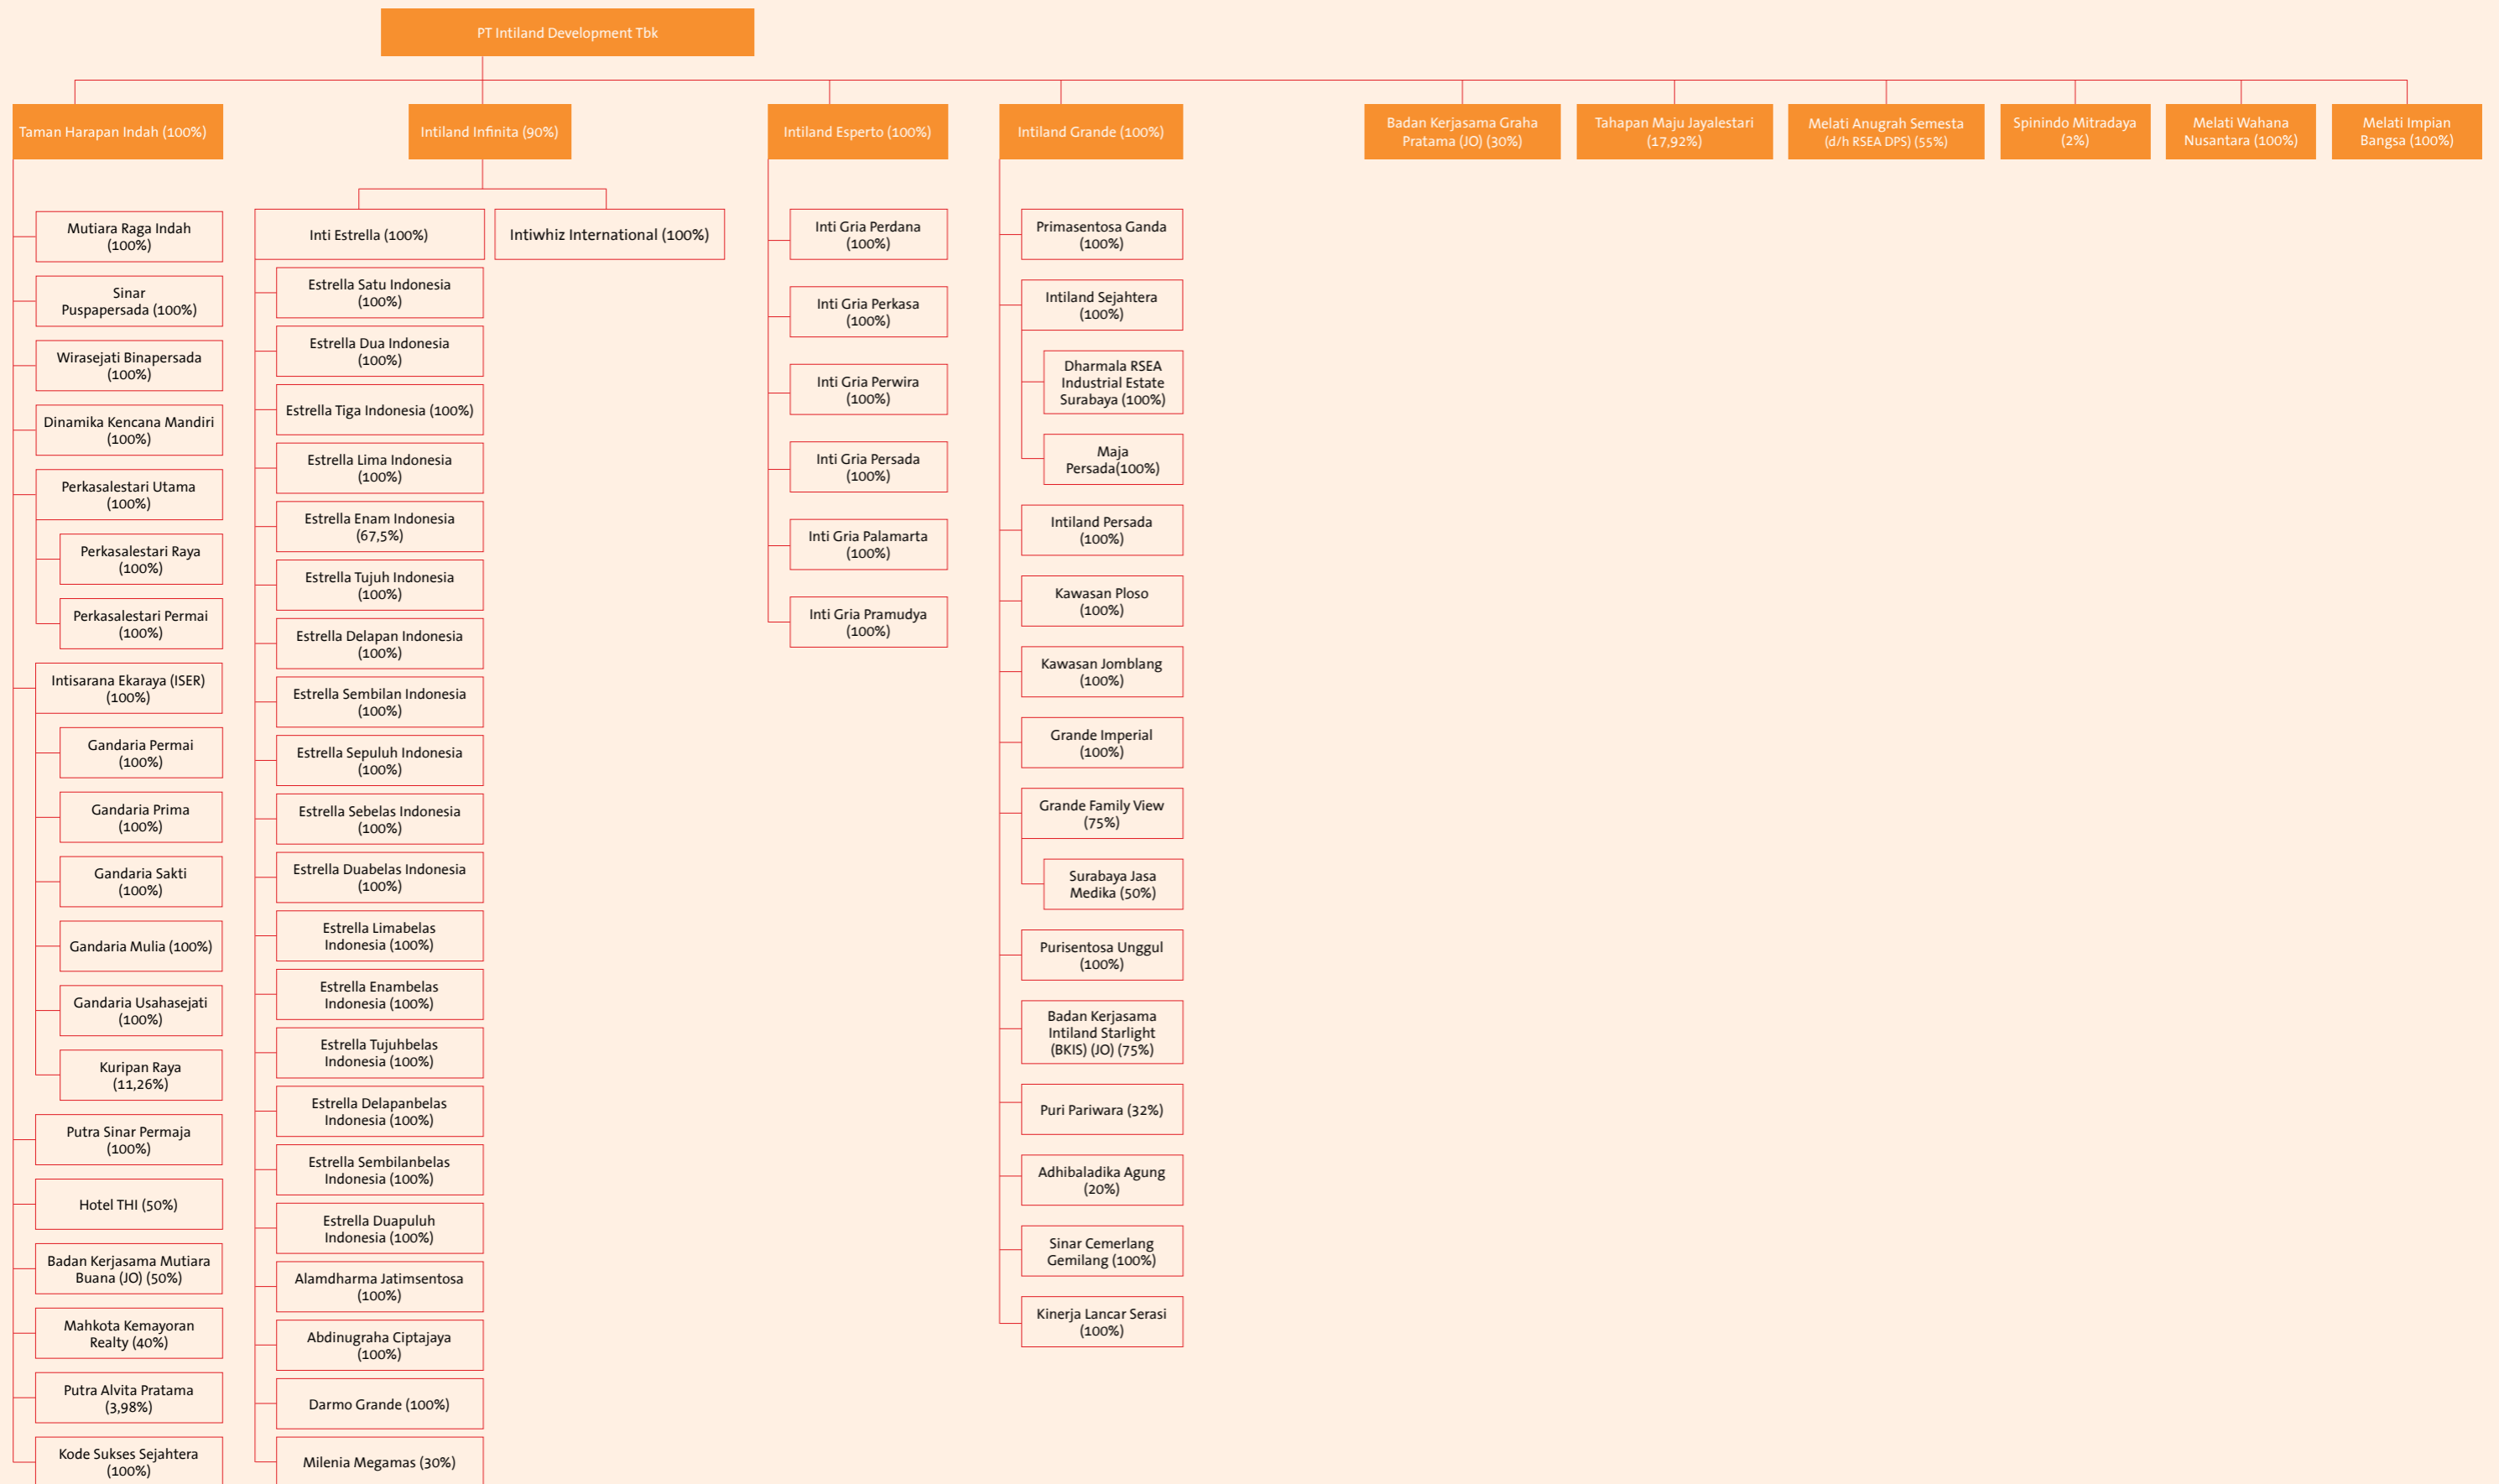 PT Intiland Development Tbk
Taman Harapan Indah (100%)
Intiland Infinita (90%)
Intiland Esperto (100%)
Intiland Grande (100%)
Badan Kerjasama Graha
Pratama (JO) (30%)
Tahapan Maju Jayalestari
(17,92%)
Melati Anugrah Semesta
(d/h RSEA DPS) (55%)
Spinindo Mitradaya
(2%)
Melati Wahana
Nusantara (100%)
Melati Impian
Bangsa (100%)
Mutiara Raga Indah
(100%)
Sinar
Puspapersada (100%)
Wirasejati Binapersada
(100%)
Dinamika Kencana Mandiri
(100%)
Perkasalestari Utama
(100%)
Perkasalestari Raya
(100%)
Perkasalestari Permai
(100%)
Intisarana Ekaraya (ISER)
(100%)
Gandaria Permai
(100%)
Gandaria Prima
(100%)
Gandaria Sakti
(100%)
Gandaria Mulia (100%)
Gandaria Usahasejati
(100%)
Kuripan Raya
(11,26%)
Putra Sinar Permaja
(100%)
Hotel THI (50%)
Badan Kerjasama Mutiara
Buana (JO) (50%)
Mahkota Kemayoran
Realty (40%)
Putra Alvita Pratama
(3,98%)
Kode Sukses Sejahtera
(100%)
Inti Estrella (100%)
Intiwhiz International (100%)
Estrella Satu Indonesia
(100%)
Estrella Dua Indonesia
(100%)
Estrella Tiga Indonesia (100%)
Estrella Lima Indonesia
(100%)
Estrella Enam Indonesia
(67,5%)
Estrella Tujuh Indonesia
(100%)
Estrella Delapan Indonesia
(100%)
Estrella Sembilan Indonesia
(100%)
Estrella Sepuluh Indonesia
(100%)
Estrella Sebelas Indonesia
(100%)
Estrella Duabelas Indonesia
(100%)
Estrella Limabelas
Indonesia (100%)
Estrella Enambelas
Indonesia (100%)
Estrella Tujuhbelas
Indonesia (100%)
Estrella Delapanbelas
Indonesia (100%)
Estrella Sembilanbelas
Indonesia (100%)
Estrella Duapuluh
Indonesia (100%)
Alamdharma Jatimsentosa
(100%)
Abdinugraha Ciptajaya
(100%)
Darmo Grande (100%)
Milenia Megamas (30%)
Inti Gria Perdana
(100%)
Inti Gria Perkasa
(100%)
Inti Gria Perwira
(100%)
Inti Gria Persada
(100%)
Inti Gria Palamarta
(100%)
Inti Gria Pramudya
(100%)
Primasentosa Ganda
(100%)
Intiland Sejahtera
(100%)
Dharmala RSEA
Industrial Estate
Surabaya (100%)
Maja
Persada(100%)
Intiland Persada
(100%)
Kawasan Ploso
(100%)
Kawasan Jomblang
(100%)
Grande Imperial
(100%)
Grande Family View
(75%)
Surabaya Jasa
Medika (50%)
Purisentosa Unggul
(100%)
Badan Kerjasama
Intiland Starlight
(BKIS) (JO) (75%)
Puri Pariwara (32%)
Adhibaladika Agung
(20%)
Sinar Cemerlang
Gemilang (100%)
Kinerja Lancar Serasi
(100%)